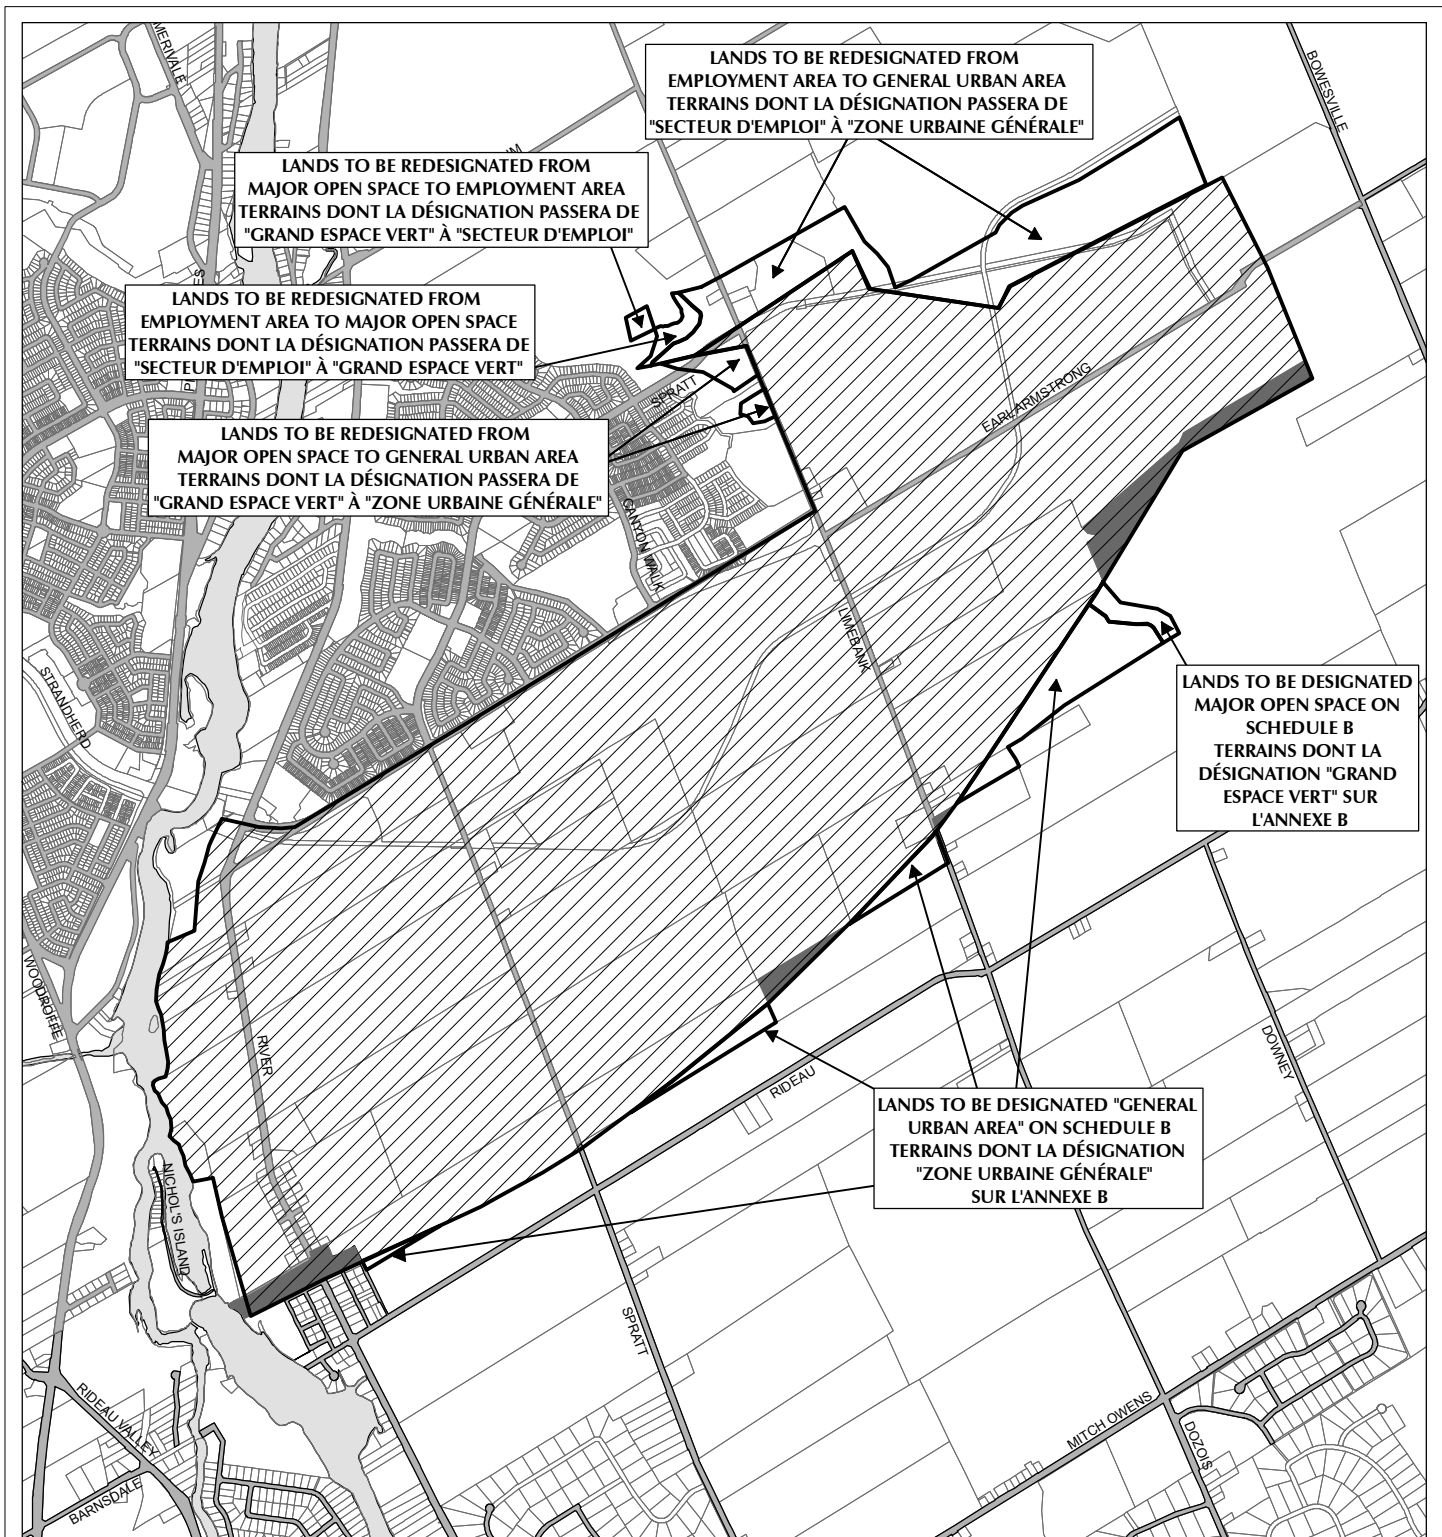 LANDS TO BE REDESIGNATED FROM
EMPLOYMENT AREA TO GENERAL URBAN AREA
TERRAINS DONT LA DÉSIGNATION PASSERA DE
"SECTEUR D'EMPLOI" À "ZONE URBAINE GÉNÉRALE"
MERIVALE
BOWESVILLE
LANDS TO BE REDESIGNATED FROM
MAJOR OPEN SPACE TO EMPLOYMENT AREA
TERRAINS DONT LA DÉSIGNATION PASSERA DE
"GRAND ESPACE VERT" À "SECTEUR D'EMPLOI"
LANDS TO BE REDESIGNATED FROM
EMPLOYMENT AREA TO MAJOR OPEN SPACE
TERRAINS DONT LA DÉSIGNATION PASSERA DE
"SECTEUR D'EMPLOI" À "GRAND ESPACE VERT"
SPRATT
EARL ARMSTRONG
LANDS TO BE REDESIGNATED FROM
MAJOR OPEN SPACE TO GENERAL URBAN AREA
TERRAINS DONT LA DÉSIGNATION PASSERA DE
"GRAND ESPACE VERT" À "ZONE URBAINE GÉNÉRALE"
CANYON WALK
LIMEBANK
STRANDHERD
LANDS TO BE DESIGNATED
MAJOR OPEN SPACE ON
SCHEDULE B
TERRAINS DONT LA
DÉSIGNATION "GRAND
ESPACE VERT" SUR
L'ANNEXE B
WOODROFFE
RIVER
RIDEAU
DOWNEY
LANDS TO BE DESIGNATED "GENERAL
URBAN AREA" ON SCHEDULE B
TERRAINS DONT LA DÉSIGNATION
"ZONE URBAINE GÉNÉRALE"
SUR L'ANNEXE B
NICHOL'S ISLAND
SPRATT
RIDEAU VALLEY
BARNSDALE
MITCH OWENS
DOZOIS